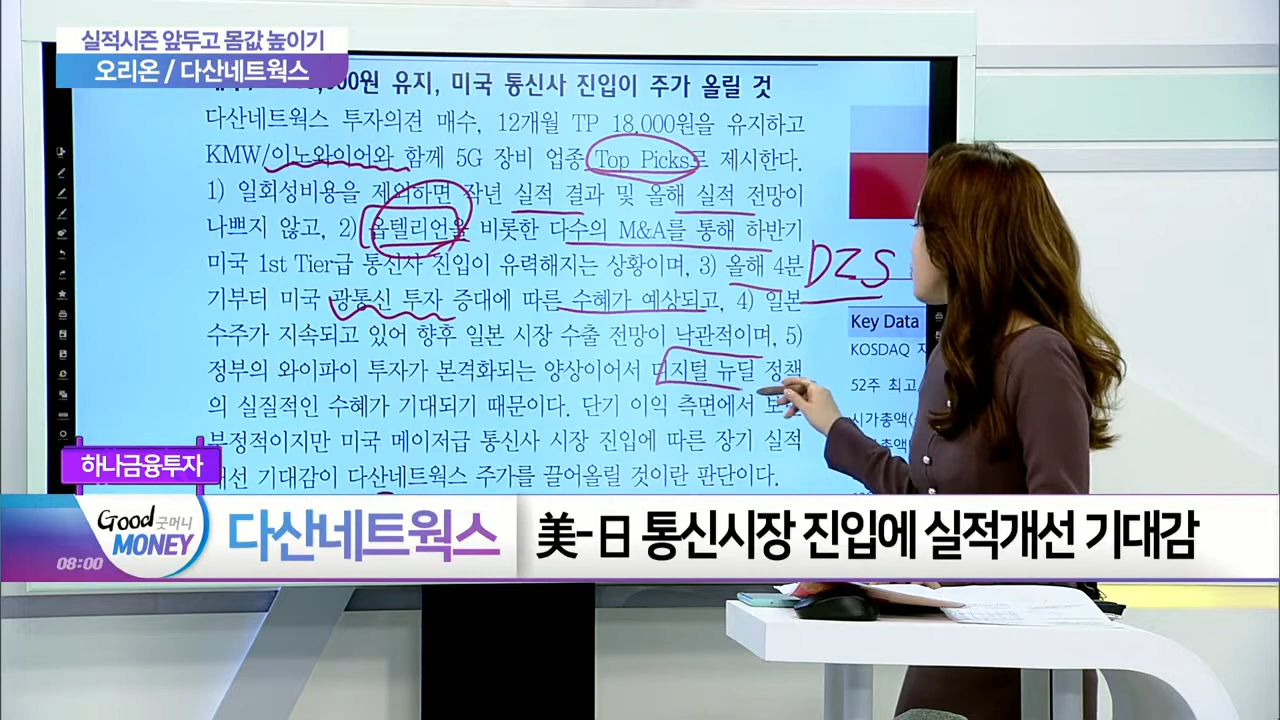 실적시즌 앞두고 몸값 높이기
오리온 / 다산네트웍스
유지, 미국 통신사 진입이 주가 올릴 것
다산네트웍스 투자의견 매수, 12개월 TP 18,000원을 유지하고
KMW/이노와이어와 함께 5G 장비 업종 Top Picks로 제시한다.
1) 일회성비용을 제외하면 작년 실적 결과 및 올해 실적 전망이
나쁘지 않고, 2) 옵텔리언을 비롯한 다수의 M&A를 통해 하반기
미국 1st Tier급 통신사 진입이 유력해지는 상황이며, 3) 올해 4분
DZS
기부터 미국 광통신 투자 증대에 따른 수혜가 예상되고, 4) 일본
수주가 지속되고 있어 향후 일본 시장 수출 전망이 낙관적이며, 5)
정부의 와이파이 투자가 본격화되는 양상이어서 디지털 뉴딜 정책
의 실질적인 수혜가 기대되기 때문이다. 단기 이익 측면에서
부정적이지만 미국 메이저급 통신사 시장 진입에 따른 장기 실적
개선 기대감이 다산네트웍스 주가를 끌어올릴 것이란 판단이다.
Key Data
KOSDAQ
52주 최고
시가총액
하나금융투자
Good 굿머니
MONEY
08:00
다산네트웍스
美-日 통신시장 진입에 실적개선 기대감